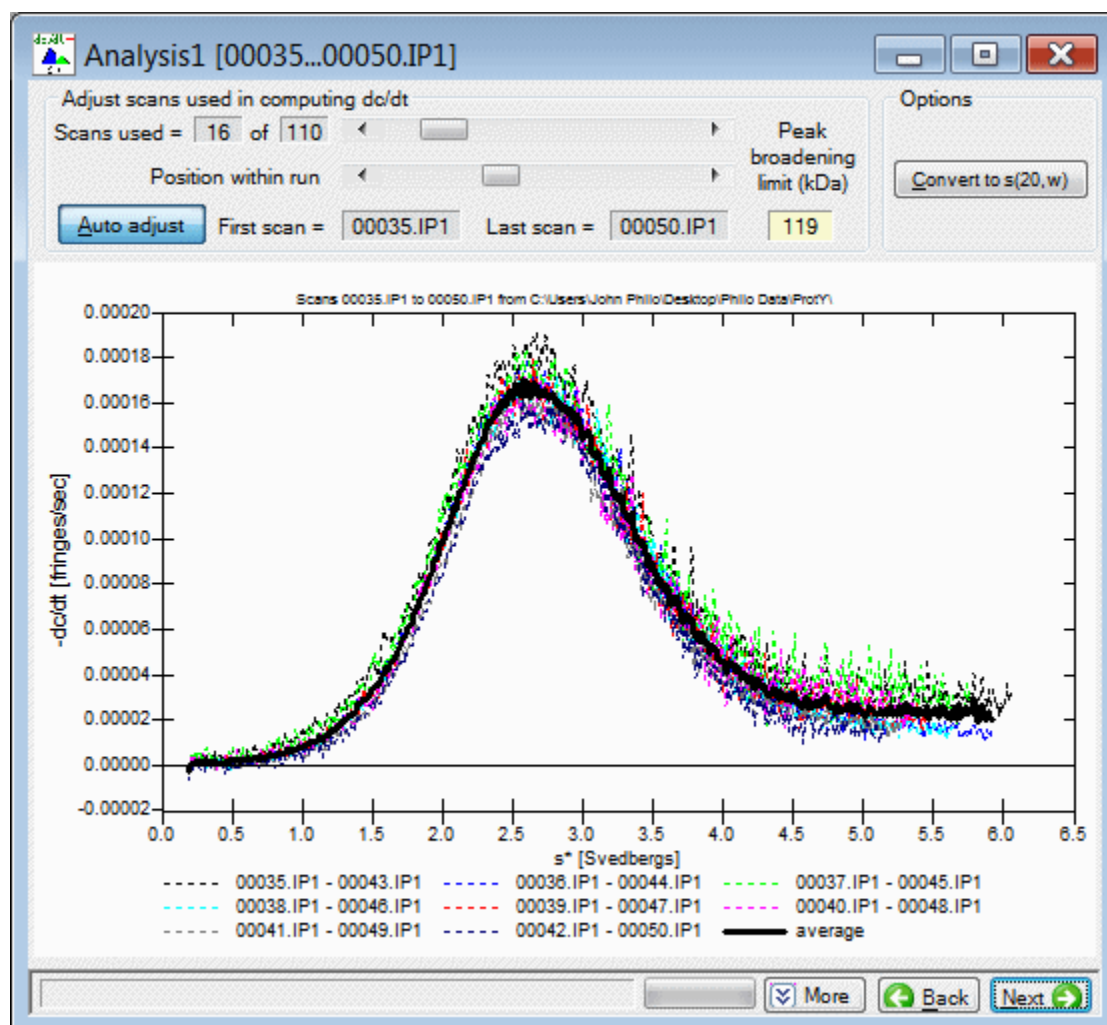 dc/dt
Analysis1 [00035...00050.IP1]
Adjust scans used in computing dc/dt
Options
Scans used = 16 of 110
Peak broadening limit (kDa)
Position within run
Convert to s(20,w)
Auto adjust First scan = 00035.IP1 Last scan = 00050.IP1 119
Scans 00035.IP1 to 00050.IP1 from C:\Users\John Philo\Desktop\Philo Data\ProtY\
0.00020
0.00018
0.00016
0.00014
0.00012
0.00010
0.00008
0.00006
0.00004
0.00002
0.00000
-0.00002
-dc/dt [fringes/sec]
0.0 0.5 1.0 1.5 2.0 2.5 3.0 3.5 4.0 4.5 5.0 5.5 6.0 6.5
s* [Svedbergs]
00035.IP1 - 00043.IP1 00036.IP1 - 00044.IP1 00037.IP1 - 00045.IP1
00038.IP1 - 00046.IP1 00039.IP1 - 00047.IP1 00040.IP1 - 00048.IP1
00041.IP1 - 00049.IP1 00042.IP1 - 00050.IP1 average
More Back Next